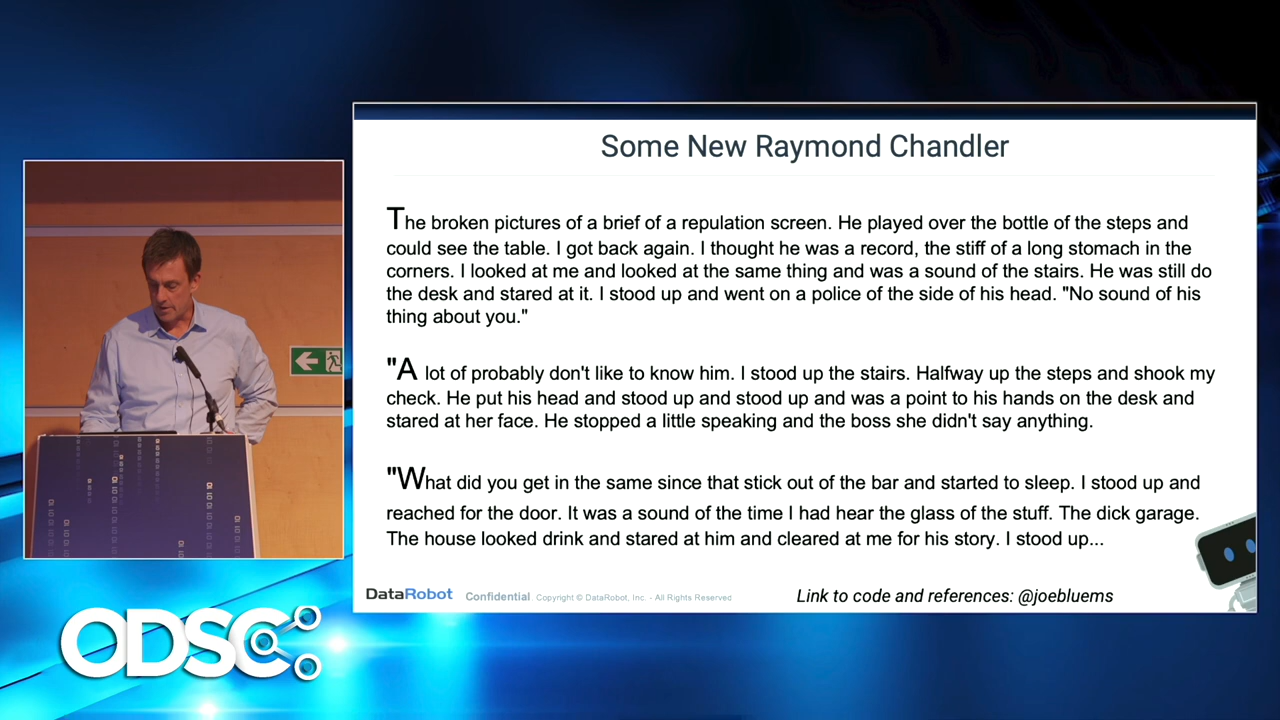 Some New Raymond Chandler
The broken pictures of a brief of a repulation screen. He played over the bottle of the steps and
could see the table. I got back again. I thought he was a record, the stiff of a long stomach in the
corners. I looked at me and looked at the same thing and was a sound of the stairs. He was still do
the desk and stared at it. I stood up and went on a police of the side of his head. "No sound of his
thing about you."
"A lot of probably don't like to know him. I stood up the stairs. Halfway up the steps and shook my
check. He put his head and stood up and stood up and was a point to his hands on the desk and
stared at her face. He stopped a little speaking and the boss she didn't say anything.
"What did you get in the same since that stick out of the bar and started to sleep. I stood up and
reached for the door. It was a sound of the time I had hear the glass of the stuff. The dick garage.
The house looked drink and stared at him and cleared at me for his story. I stood up...
DataRobot Confidential Copyright © DataRobot, Inc. - All Rights Reserved
Link to code and references: @joebluems
ODSC